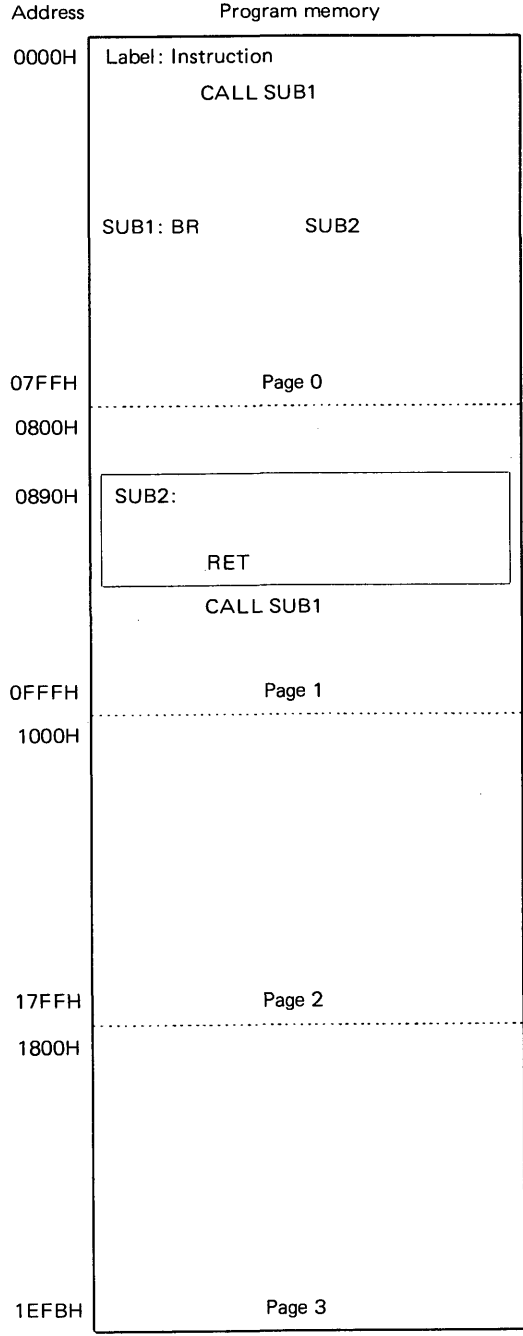 Address Program memory
0000H Label: Instruction
CALL SUB1
SUB1: BR SUB2
07FFH Page 0
0800H
0890H SUB2:
RET
CALL SUB1
0FFFH Page 1
1000H
17FFH Page 2
1800H
1EFBH Page 3